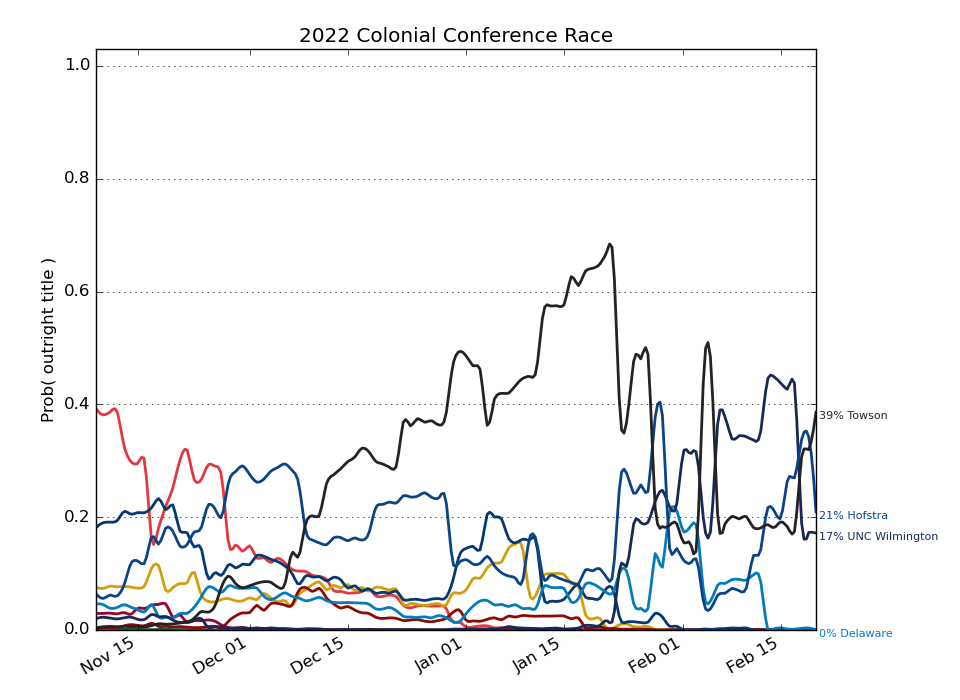 2022 Colonial Conference Race
1.0
0.8
0.6
0.4
0.2
0.0
Prob( outright title )
39% Towson
21% Hofstra
17% UNC Wilmington
0% Delaware
Nov 15
Dec 01
Dec 15
Jan 01
Jan 15
Feb 01
Feb 15